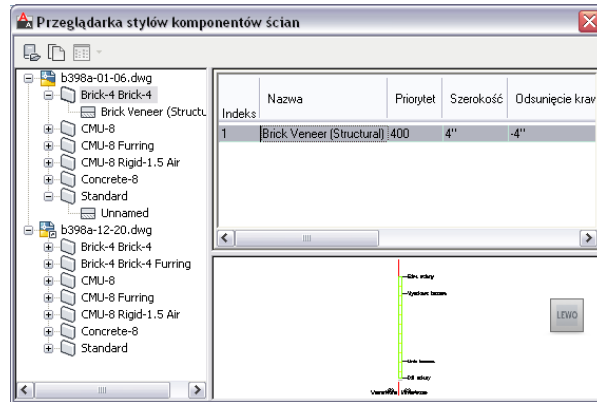 Przeglądarka stylów komponentów ścian
b398a-01-06.dwg
Brick-4 Brick-4
Brick Veneer (Structu
CMU-8
CMU-8 Furring
CMU-8 Rigid-1.5 Air
Concrete-8
Standard
Unnamed
b398a-12-20.dwg
Brick-4 Brick-4
Brick-4 Brick-4 Furring
CMU-8
CMU-8 Furring
CMU-8 Rigid-1.5 Air
Concrete-8
Standard
Indeks Nazwa Priorytet Szerokość Odsunięcie kraw
1 Brick Veneer (Structural) 400 4" -4"
LEWO